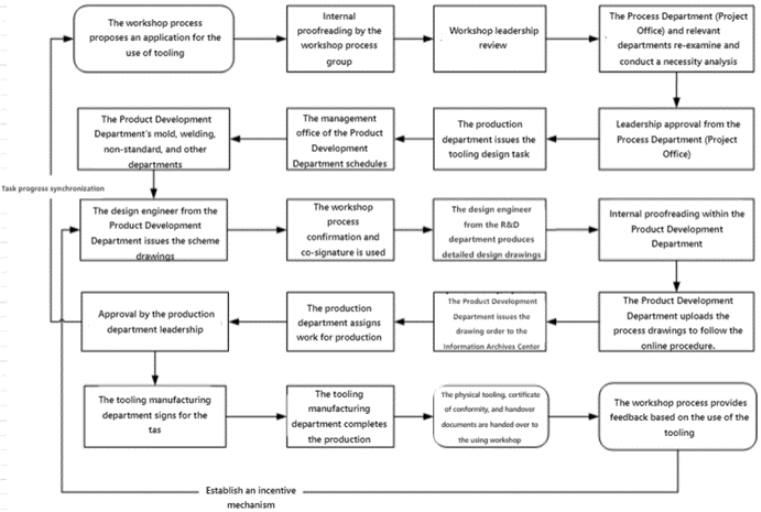 The workshop process
proposes an application for the
use of tooling
Internal
proofreading by the
workshop process
group
Workshop leadership
review
The Process Department (Project
Office) and relevant
departments re-examine and
conduct a necessity analysis
The Product Development
Department's mold, welding,
non-standard, and other
departments
The management
office of the Product
Development
Department schedules
The production
department issues the
tooling design task
Leadership approval from the
Process Department (Project
Office)
Task progress synchronization
The design engineer from the
Product Development
Department issues the scheme
drawings
The workshop
process
confirmation and
co-signature is used
The design engineer
from the R&D
department produces
detailed design drawings
Internal proofreading within the
Product Development
Department
Approval by the production
department leadership
The production
department assigns
work for production
The Product Development
Department issues the
drawing order to the
Information Archives Center
The Product Development
Department uploads the
process drawings to follow the
online procedure.
The tooling manufacturing
department signs for the
tas
The tooling
manufacturing
department completes
the production
The physical tooling, certificate
of conformity, and handover
documents are handed over to
the using workshop
The workshop process provides
feedback based on the use of the
tooling
Establish an incentive
mechanism